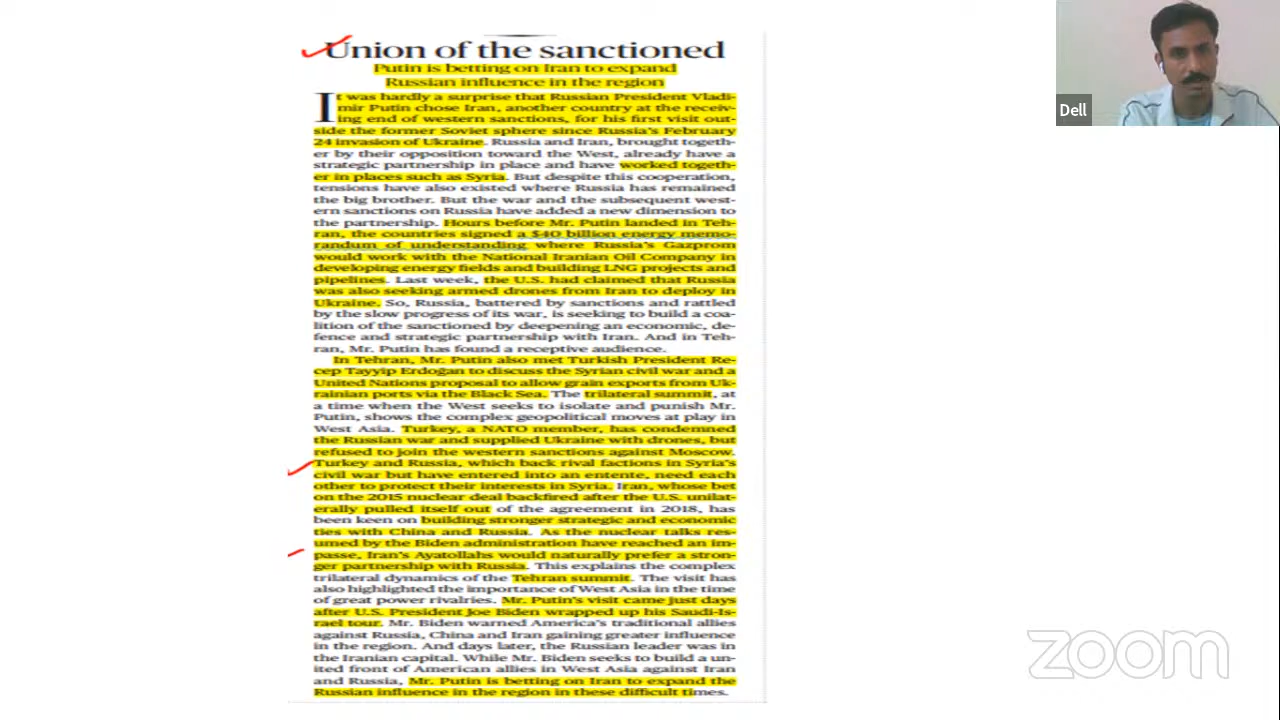 Union of the sanctioned
Putin is betting on Iran to expand
Russian influence in the region
It was hardly a surprise that Russian President Vladi-
mir Putin chose Iran, another country at the receiv-
ing end of western sanctions, for his first visit out-
side the former Soviet sphere since Russia's February
24 invasion of Ukraine. Russia and Iran, brought togeth-
er by their opposition toward the West, already have a
strategic partnership in place and have worked togeth-
er in places such as Syria. But despite this cooperation,
tensions have also existed where Russia has remained
the big brother. But the war and the subsequent west-
ern sanctions on Russia have added a new dimension to
the partnership. Hours before Mr. Putin landed in Teh-
ran, the countries signed a $40 billion energy memo-
randum of understanding where Russia's Gazprom
would work with the National Iranian Oil Company in
developing energy fields and building LNG projects and
pipelines. Last week, the U.S. had claimed that Russia
was also seeking armed drones from Iran to deploy in
Ukraine. So, Russia, battered by sanctions and rattled
by the slow progress of its war, is seeking to build a coa-
lition of the sanctioned by deepening an economic, de-
fence and strategic partnership with Iran. And in Teh-
ran, Mr. Putin has found a receptive audience.
In Tehran, Mr. Putin also met Turkish President Re-
cep Tayyip Erdoğan to discuss the Syrian civil war and a
United Nations proposal to allow grain exports from Uk-
rainian ports via the Black Sea. The trilateral summit, at
a time when the West seeks to isolate and punish Mr.
Putin, shows the complex geopolitical moves at play in
West Asia. Turkey, a NATO member, has condemned
the Russian war and supplied Ukraine with drones, but
refused to join the western sanctions against Moscow.
Turkey and Russia, which back rival factions in Syria's
civil war but have entered into an entente, need each
other to protect their interests in Syria. Iran, whose bet
on the 2015 nuclear deal backfired after the U.S. unilat-
erally pulled itself out of the agreement in 2018, has
been keen on building stronger strategic and economic
ties with China and Russia. As the nuclear talks res-
umed by the Biden administration have reached an im-
passe, Iran's Ayatollahs would naturally prefer a stron-
ger partnership with Russia. This explains the complex
trilateral dynamics of the Tehran summit. The visit has
also highlighted the importance of West Asia in the time
of great power rivalries. Mr. Putin's visit came just days
after U.S. President Joe Biden wrapped up his Saudi-Is-
rael tour. Mr. Biden warned America's traditional allies
against Russia, China and Iran gaining greater influence
in the region. And days later, the Russian leader was in
the Iranian capital. While Mr. Biden seeks to build a un-
ited front of American allies in West Asia against Iran
and Russia, Mr. Putin is betting on Iran to expand the
Russian influence in the region in these difficult times.
Dell
zoom